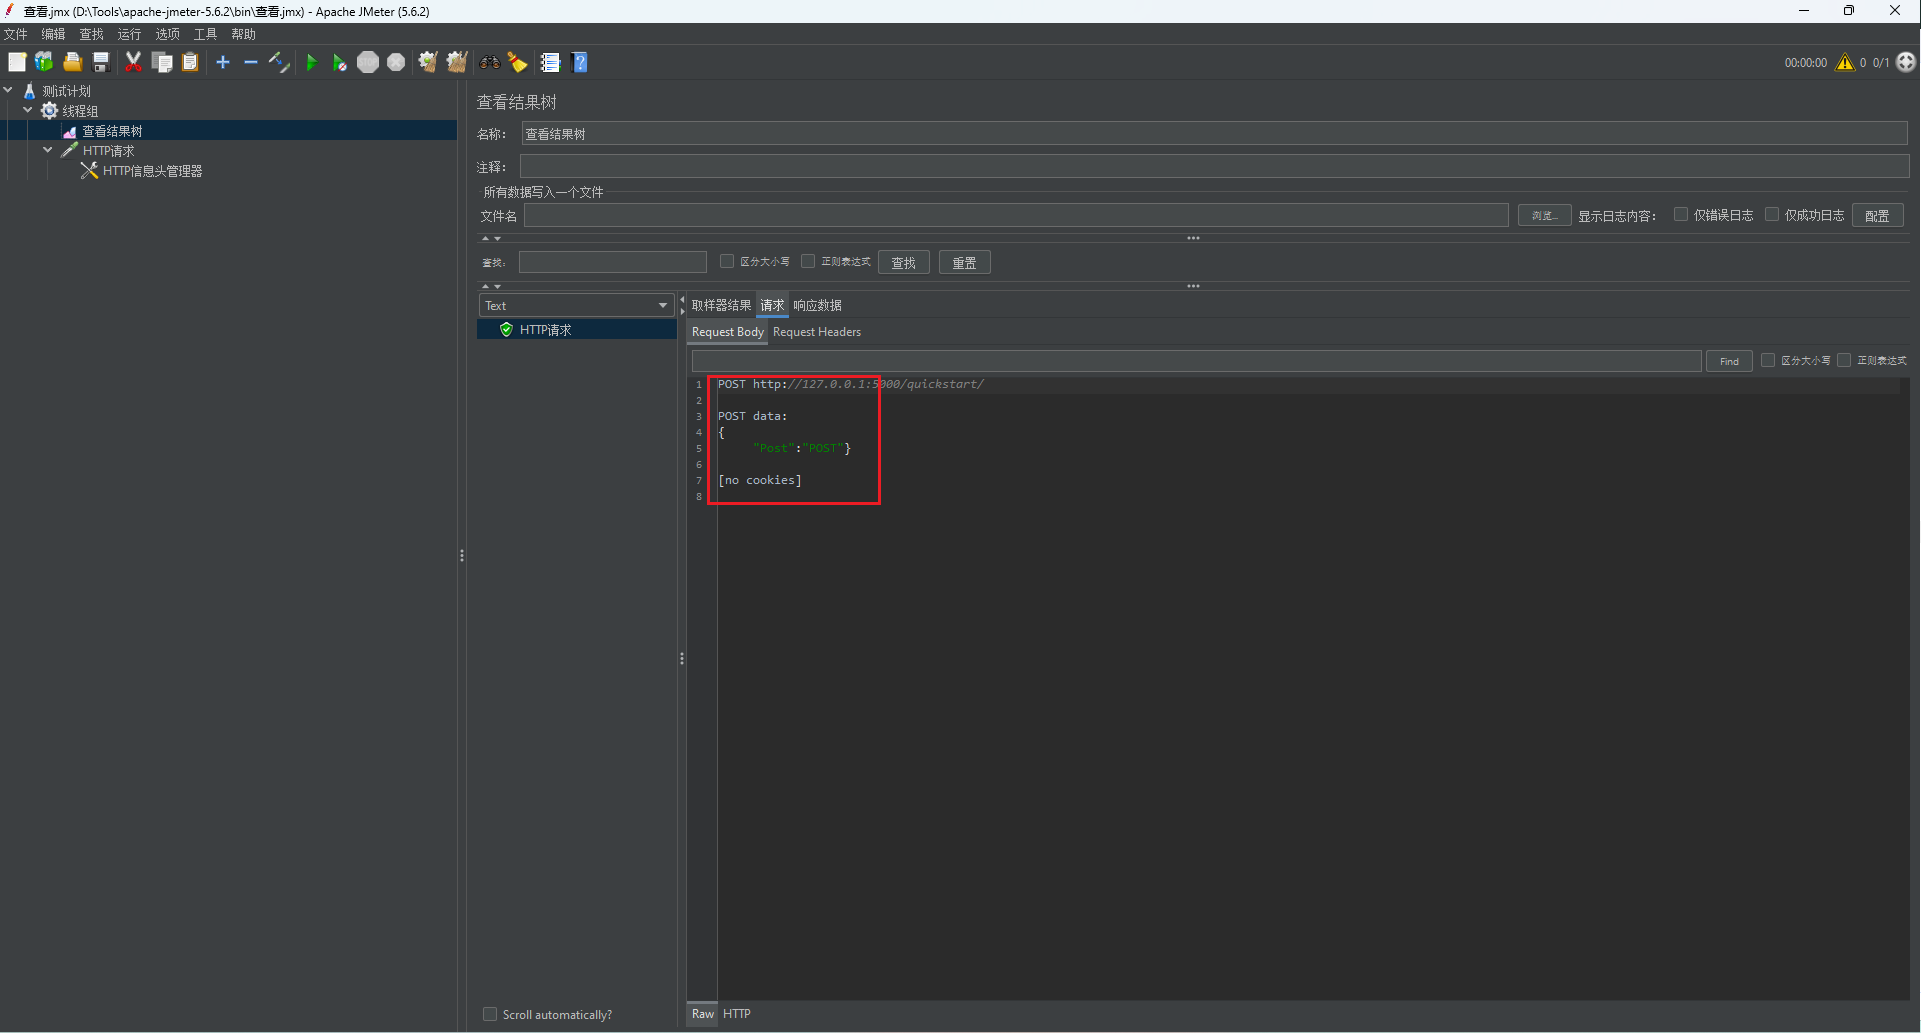 查看.jmx (D:\Tools\apache-jmeter-5.6.2\bin\查看.jmx) - Apache JMeter (5.6.2)
文件 编辑 查找 运行 选项 工具 帮助
00:00:00 0 0/1
测试计划
线程组
查看结果树
HTTP请求
HTTP信息头管理器
查看结果树
名称： 查看结果树
注释：
所有数据写入一个文件
文件名 浏览... 显示日志内容： 仅错误日志 仅成功日志 配置
查找: 区分大小写 正则表达式 查找 重置
Text
HTTP请求
取样器结果 请求 响应数据
Request Body Request Headers
Find 区分大小写 正则表达式
1 POST http://127.0.0.1:5000/quickstart/
2
3 POST data:
4 {
5 "Post":"POST"}
6
7 [no cookies]
8
Scroll automatically?
Raw HTTP